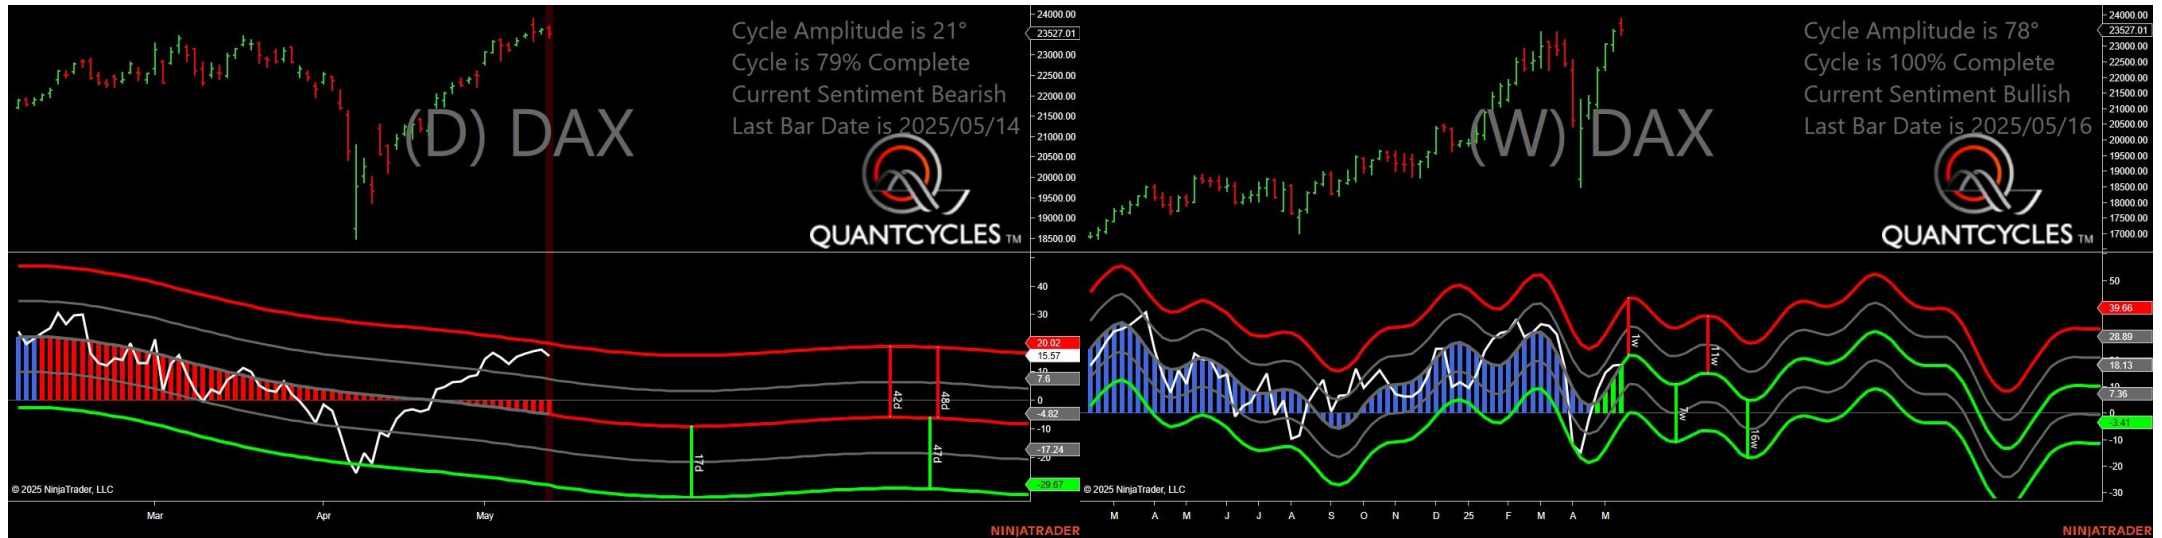 Cycle Amplitude is 21°
Cycle is 79% Complete
Current Sentiment Bearish
Last Bar Date is 2025/05/14
(D) DAX
QUANTCYCLES TM
24000.00
23527.01
23000.00
22500.00
22000.00
21500.00
21000.00
20500.00
20000.00
19500.00
19000.00
18500.00
40
30
20.02
15.57
10
7.6
0
-4.82
-10
-17.24
-20
-29.67
42d
48d
17d
47d
© 2025 NinjaTrader, LLC
Mar
Apr
May
NINJATRADER
Cycle Amplitude is 78°
Cycle is 100% Complete
Current Sentiment Bullish
Last Bar Date is 2025/05/16
(W) DAX
QUANTCYCLES TM
24000.00
23527.01
23000.00
22500.00
22000.00
21500.00
21000.00
20500.00
20000.00
19500.00
19000.00
18500.00
18000.00
17500.00
17000.00
50
39.66
28.89
18.13
10
7.36
0
-3.41
-10
-20
-30
1w
11w
7w
16w
© 2025 NinjaTrader, LLC
M A M J J A S O N D 25 F M A M
NINJATRADER